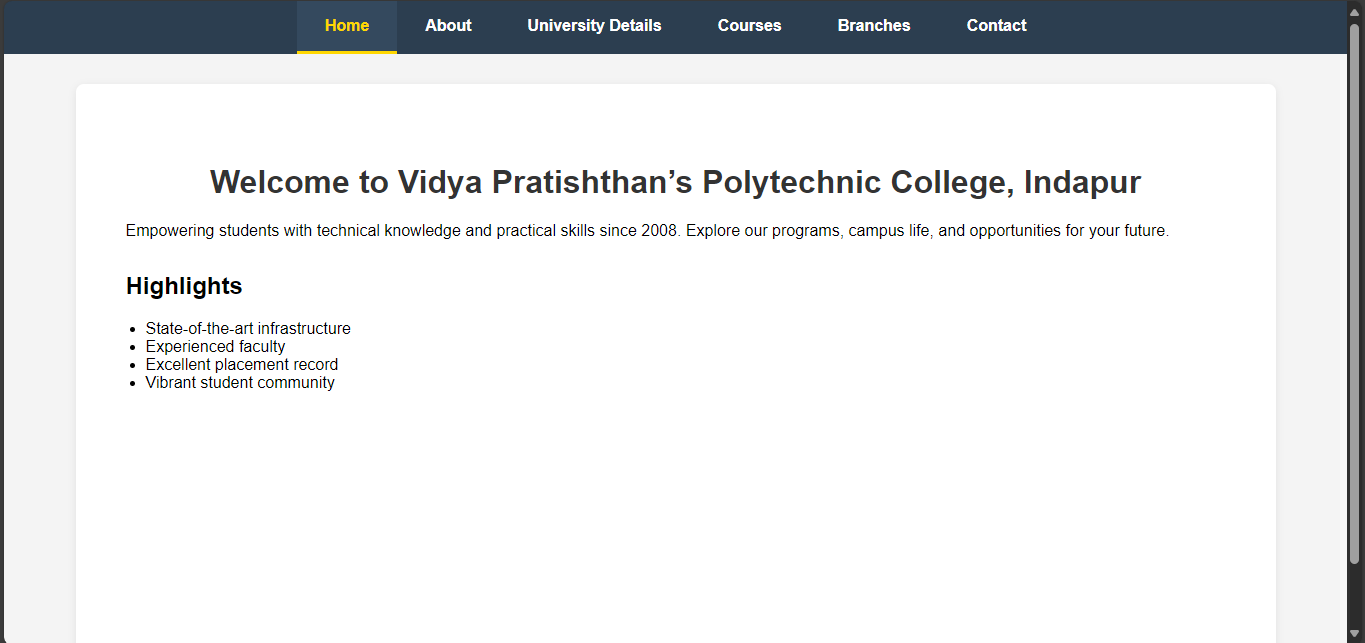 Home About University Details Courses Branches Contact
Welcome to Vidya Pratishthan’s Polytechnic College, Indapur
Empowering students with technical knowledge and practical skills since 2008. Explore our programs, campus life, and opportunities for your future.
Highlights
• State-of-the-art infrastructure
• Experienced faculty
• Excellent placement record
• Vibrant student community